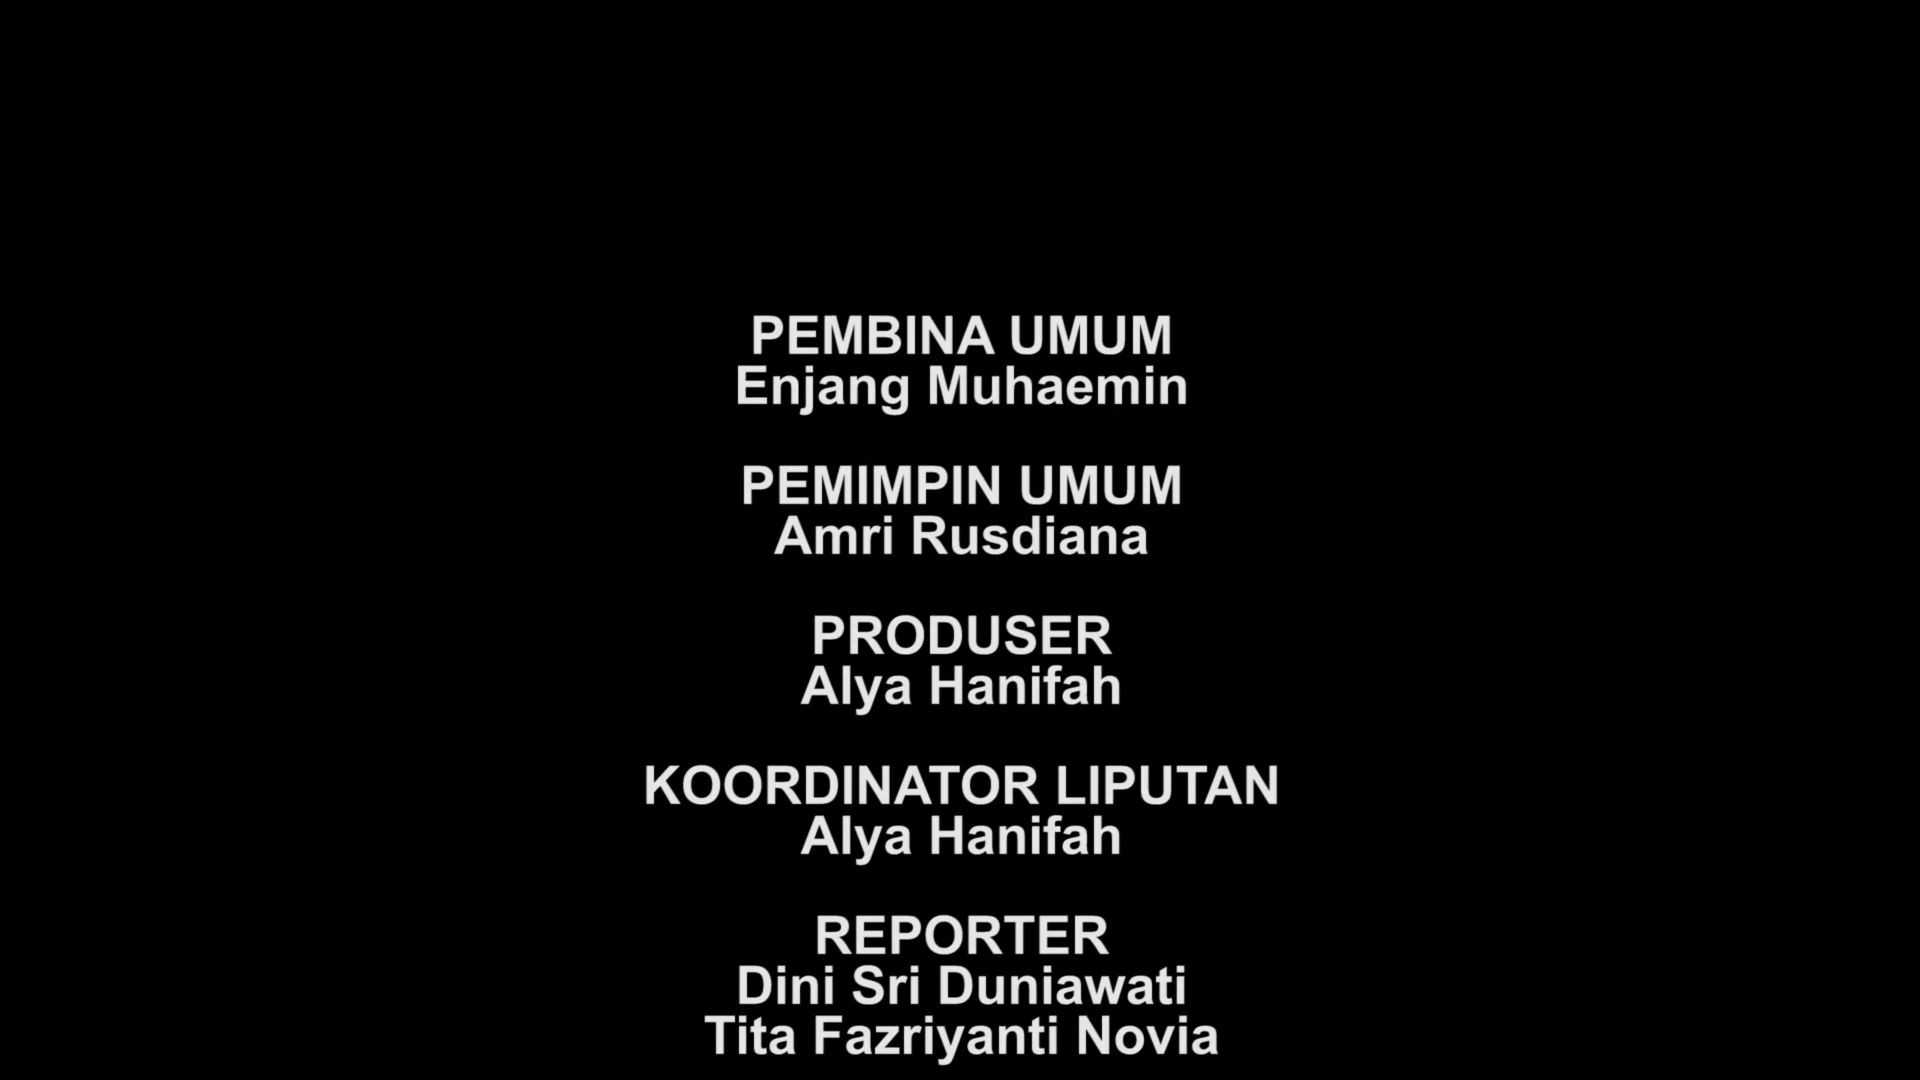 PEMBINA UMUM
Enjang Muhaemin
PEMIMPIN UMUM
Amri Rusdiana
PRODUSER
Alya Hanifah
KOORDINATOR LIPUTAN
Alya Hanifah
REPORTER
Dini Sri Duniawati
Tita Fazriyanti Novia